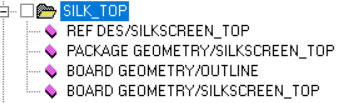 SILK_TOP
REF DES/SILKSCREEN_TOP
PACKAGE GEOMETRY/SILKSCREEN_TOP
BOARD GEOMETRY/OUTLINE
BOARD GEOMETRY/SILKSCREEN_TOP